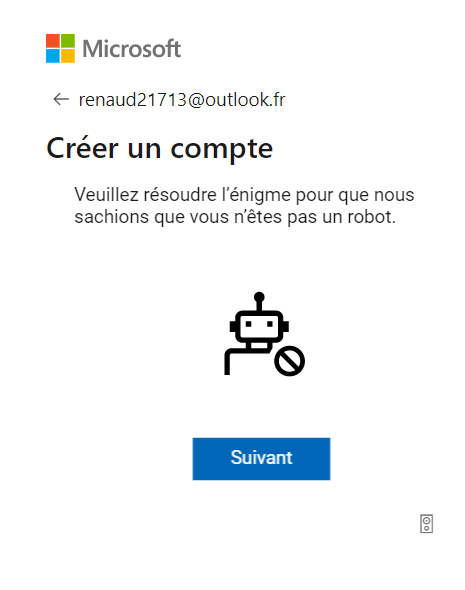 Microsoft
renaud21713@outlook.fr
Créer un compte
Veuillez résoudre l’énigme pour que nous
sachions que vous n’êtes pas un robot.
Suivant